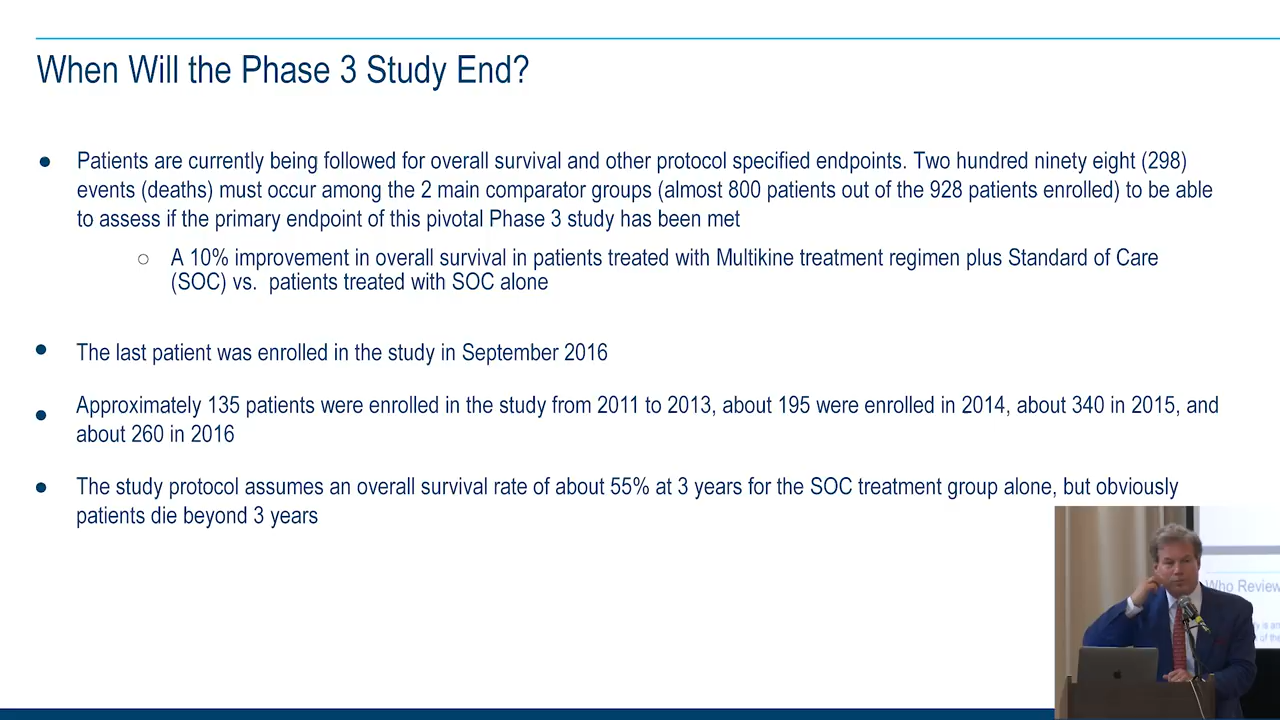 When Will the Phase 3 Study End?
● Patients are currently being followed for overall survival and other protocol specified endpoints. Two hundred ninety eight (298)
events (deaths) must occur among the 2 main comparator groups (almost 800 patients out of the 928 patients enrolled) to be able
to assess if the primary endpoint of this pivotal Phase 3 study has been met
○ A 10% improvement in overall survival in patients treated with Multikine treatment regimen plus Standard of Care
(SOC) vs. patients treated with SOC alone
● The last patient was enrolled in the study in September 2016
● Approximately 135 patients were enrolled in the study from 2011 to 2013, about 195 were enrolled in 2014, about 340 in 2015, and
about 260 in 2016
● The study protocol assumes an overall survival rate of about 55% at 3 years for the SOC treatment group alone, but obviously
patients die beyond 3 years
Who Review
is an
of the